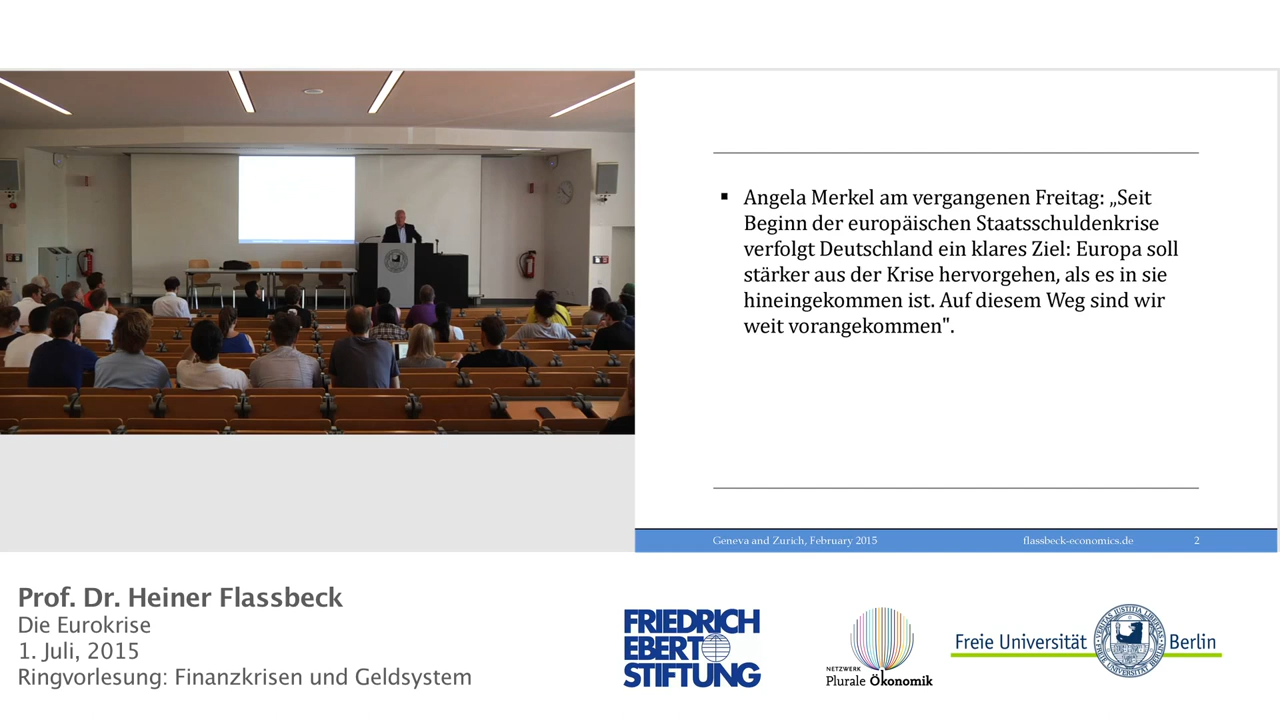 ▪ Angela Merkel am vergangenen Freitag: „Seit
Beginn der europäischen Staatsschuldenkrise
verfolgt Deutschland ein klares Ziel: Europa soll
stärker aus der Krise hervorgehen, als es in sie
hineingekommen ist. Auf diesem Weg sind wir
weit vorangekommen".
Geneva and Zurich, February 2015
flassbeck-economics.de
2
Prof. Dr. Heiner Flassbeck
Die Eurokrise
1. Juli, 2015
Ringvorlesung: Finanzkrisen und Geldsystem
FRIEDRICH
EBERT
STIFTUNG
NETZWERK
Plurale Ökonomik
Freie Universität Berlin